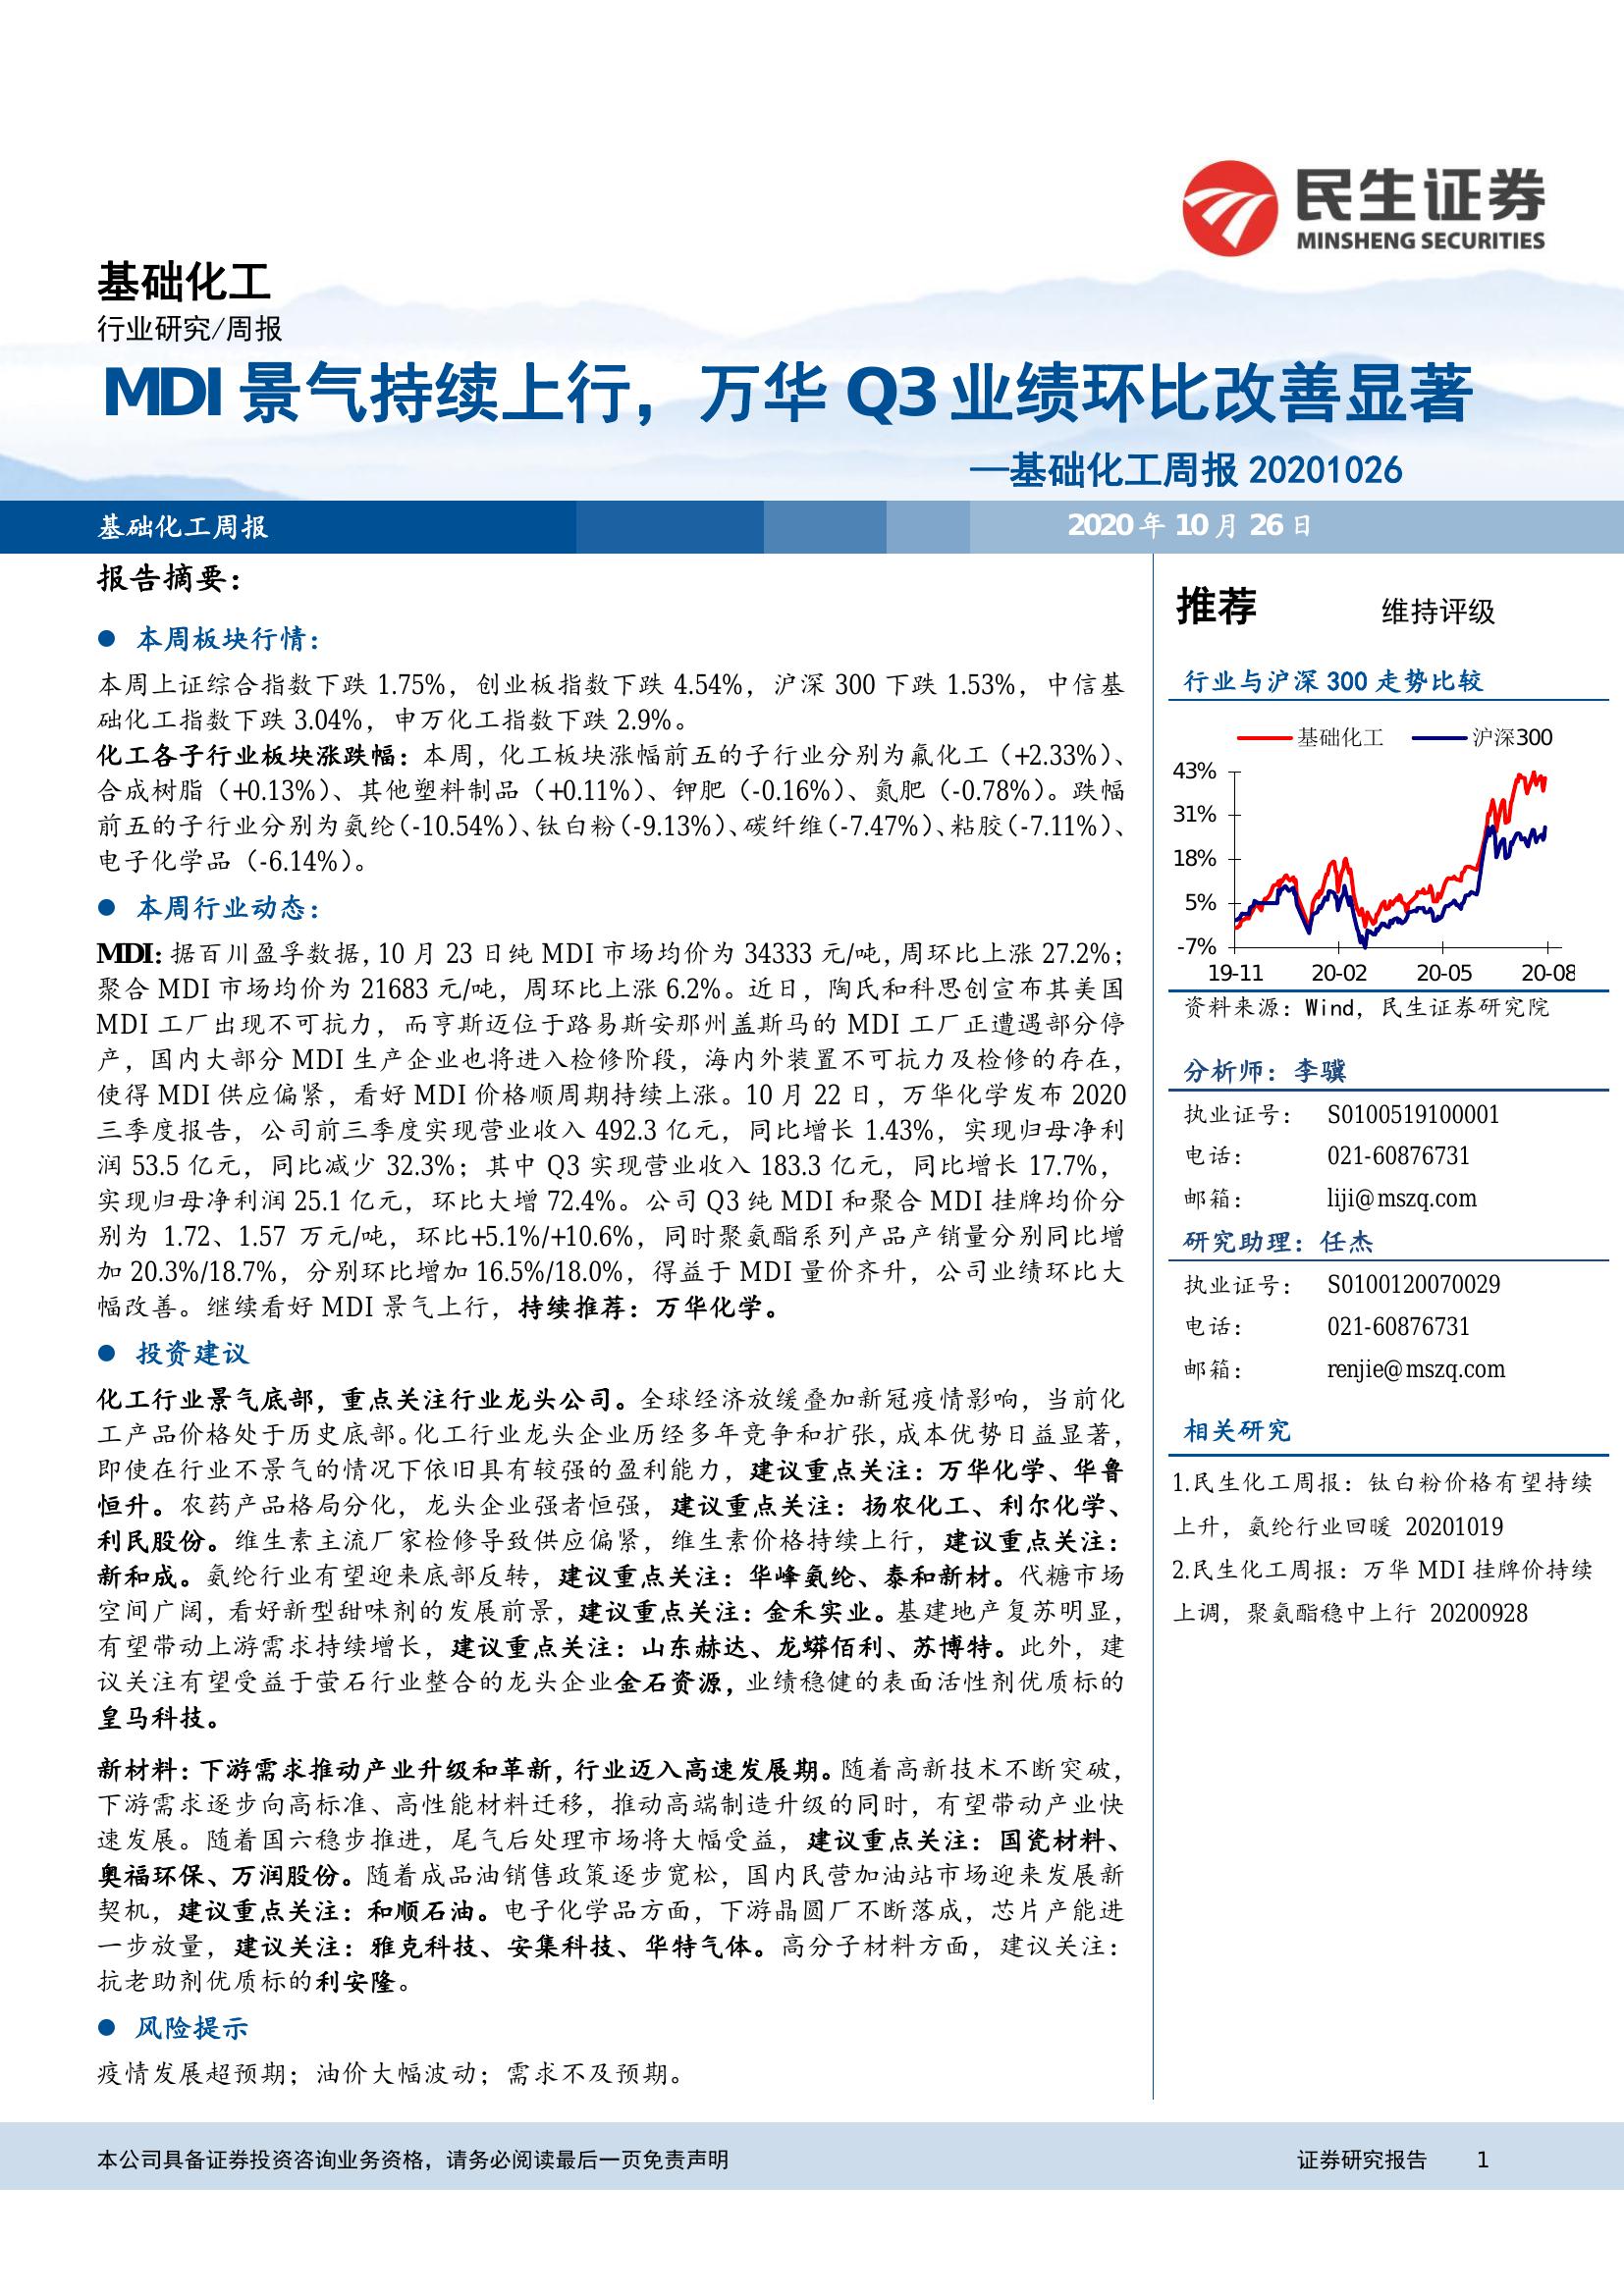 民生证券
MINSHENG SECURITIES
基础化工
行业研究/周报
MDI 景气持续上行，万华 Q3 业绩环比改善显著
—基础化工周报 20201026
基础化工周报
2020 年 10 月 26 日
报告摘要：
● 本周板块行情：
本周上证综合指数下跌 1.75%，创业板指数下跌 4.54%，沪深 300 下跌 1.53%，中信基
础化工指数下跌 3.04%，申万化工指数下跌 2.9%。
化工各子行业板块涨跌幅：本周，化工板块涨幅前五的子行业分别为氟化工（+2.33%）、
合成树脂（+0.13%）、其他塑料制品（+0.11%）、钾肥（-0.16%）、氮肥（-0.78%）。跌幅
前五的子行业分别为氨纶（-10.54%）、钛白粉（-9.13%）、碳纤维（-7.47%）、粘胶（-7.11%）、
电子化学品（-6.14%）。
● 本周行业动态：
MDI：据百川盈孚数据，10 月 23 日纯 MDI 市场均价为 34333 元/吨，周环比上涨 27.2%；
聚合 MDI 市场均价为 21683 元/吨，周环比上涨 6.2%。近日，陶氏和科思创宣布其美国
MDI 工厂出现不可抗力，而亨斯迈位于路易斯安那州盖斯马的 MDI 工厂正遭遇部分停
产，国内大部分 MDI 生产企业也将进入检修阶段，海内外装置不可抗力及检修的存在，
使得 MDI 供应偏紧，看好 MDI 价格顺周期持续上涨。10 月 22 日，万华化学发布 2020
三季度报告，公司前三季度实现营业收入 492.3 亿元，同比增长 1.43%，实现归母净利
润 53.5 亿元，同比减少 32.3%；其中 Q3 实现营业收入 183.3 亿元，同比增长 17.7%，
实现归母净利润 25.1 亿元，环比大增 72.4%。公司 Q3 纯 MDI 和聚合 MDI 挂牌均价分
别为 1.72、1.57 万元/吨，环比+5.1%/+10.6%，同时聚氨酯系列产品产销量分别同比增
加 20.3%/18.7%，分别环比增加 16.5%/18.0%，得益于 MDI 量价齐升，公司业绩环比大
幅改善。继续看好 MDI 景气上行，持续推荐：万华化学。
● 投资建议
化工行业景气底部，重点关注行业龙头公司。全球经济放缓叠加新冠疫情影响，当前化
工产品价格处于历史底部。化工行业龙头企业历经多年竞争和扩张，成本优势日益显著，
即使在行业不景气的情况下依旧具有较强的盈利能力，建议重点关注：万华化学、华鲁
恒升。农药产品格局分化，龙头企业强者恒强，建议重点关注：扬农化工、利尔化学、
利民股份。维生素主流厂家检修导致供应偏紧，维生素价格持续上行，建议重点关注：
新和成。氨纶行业有望迎来底部反转，建议重点关注：华峰氨纶、泰和新材。代糖市场
空间广阔，看好新型甜味剂的发展前景，建议重点关注：金禾实业。基建地产复苏明显，
有望带动上游需求持续增长，建议重点关注：山东赫达、龙蟒佰利、苏博特。此外，建
议关注有望受益于萤石行业整合的龙头企业金石资源，业绩稳健的表面活性剂优质标的
皇马科技。
新材料：下游需求推动产业升级和革新，行业迈入高速发展期。随着高新技术不断突破，
下游需求逐步向高标准、高性能材料迁移，推动高端制造升级的同时，有望带动产业快
速发展。随着国六稳步推进，尾气后处理市场将大幅受益，建议重点关注：国瓷材料、
奥福环保、万润股份。随着成品油销售政策逐步宽松，国内民营加油站市场迎来发展新
契机，建议重点关注：和顺石油。电子化学品方面，下游晶圆厂不断落成，芯片产能进
一步放量，建议关注：雅克科技、安集科技、华特气体。高分子材料方面，建议关注：
抗老助剂优质标的利安隆。
● 风险提示
疫情发展超预期；油价大幅波动；需求不及预期。
推荐 维持评级
行业与沪深 300 走势比较
基础化工 沪深300
43%
31%
18%
5%
-7%
19-11 20-02 20-05 20-08
资料来源：Wind，民生证券研究院
分析师：李骥
执业证号： S0100519100001
电话： 021-60876731
邮箱： liji@mszq.com
研究助理：任杰
执业证号： S0100120070029
电话： 021-60876731
邮箱： renjie@mszq.com
相关研究
1.民生化工周报：钛白粉价格有望持续
上升，氨纶行业回暖 20201019
2.民生化工周报：万华 MDI 挂牌价持续
上调，聚氨酯稳中上行 20200928
本公司具备证券投资咨询业务资格，请务必阅读最后一页免责声明
证券研究报告 1